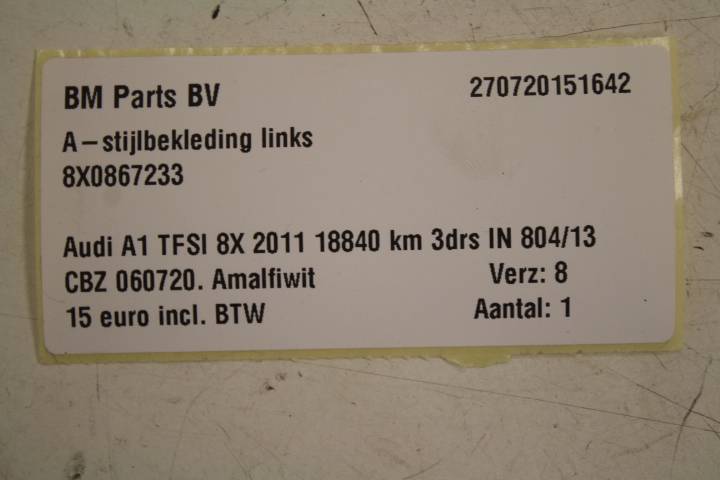 BM Parts BV 270720151642
A-stijlbekleding links
8X0867233
Audi A1 TFSI 8X 2011 18840 km 3drs IN 804/13
CBZ 060720. Amalfiwit Verz: 8
15 euro incl. BTW Aantal: 1